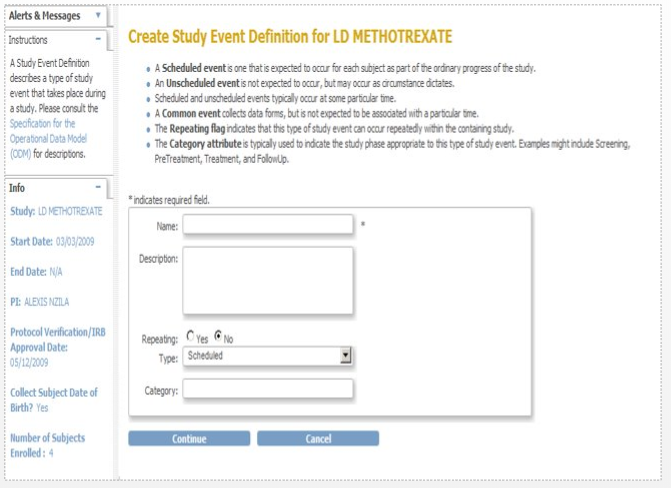 Alerts & Messages
Instructions
A Study Event Definition
describes a type of study
event that takes place during
a study. Please consult the
Specification for the
Operational Data Model
(ODM) for descriptions.
Info
Study: LD METHOTREXATE
Start Date: 03/03/2009
End Date: N/A
PI: ALEXIS NZILA
Protocol Verification/IRB
Approval Date:
05/12/2009
Collect Subject Date of
Birth? Yes
Number of Subjects
Enrolled : 4
Create Study Event Definition for LD METHOTREXATE
A Scheduled event is one that is expected to occur for each subject as part of the ordinary progress of the study.
An Unscheduled event is not expected to occur, but may occur as circumstance dictates.
Scheduled and unscheduled events typically occur at some particular time.
A Common event collects data forms, but is not expected to be associated with a particular time.
The Repeating flag indicates that this type of study event can occur repeatedly within the containing study.
The Category attribute is typically used to indicate the study phase appropriate to this type of study event. Examples might include Screening,
PreTreatment, Treatment, and FollowUp.
* indicates required field.
Name: *
Description:
Repeating: Yes No
Type: Scheduled
Category:
Continue Cancel